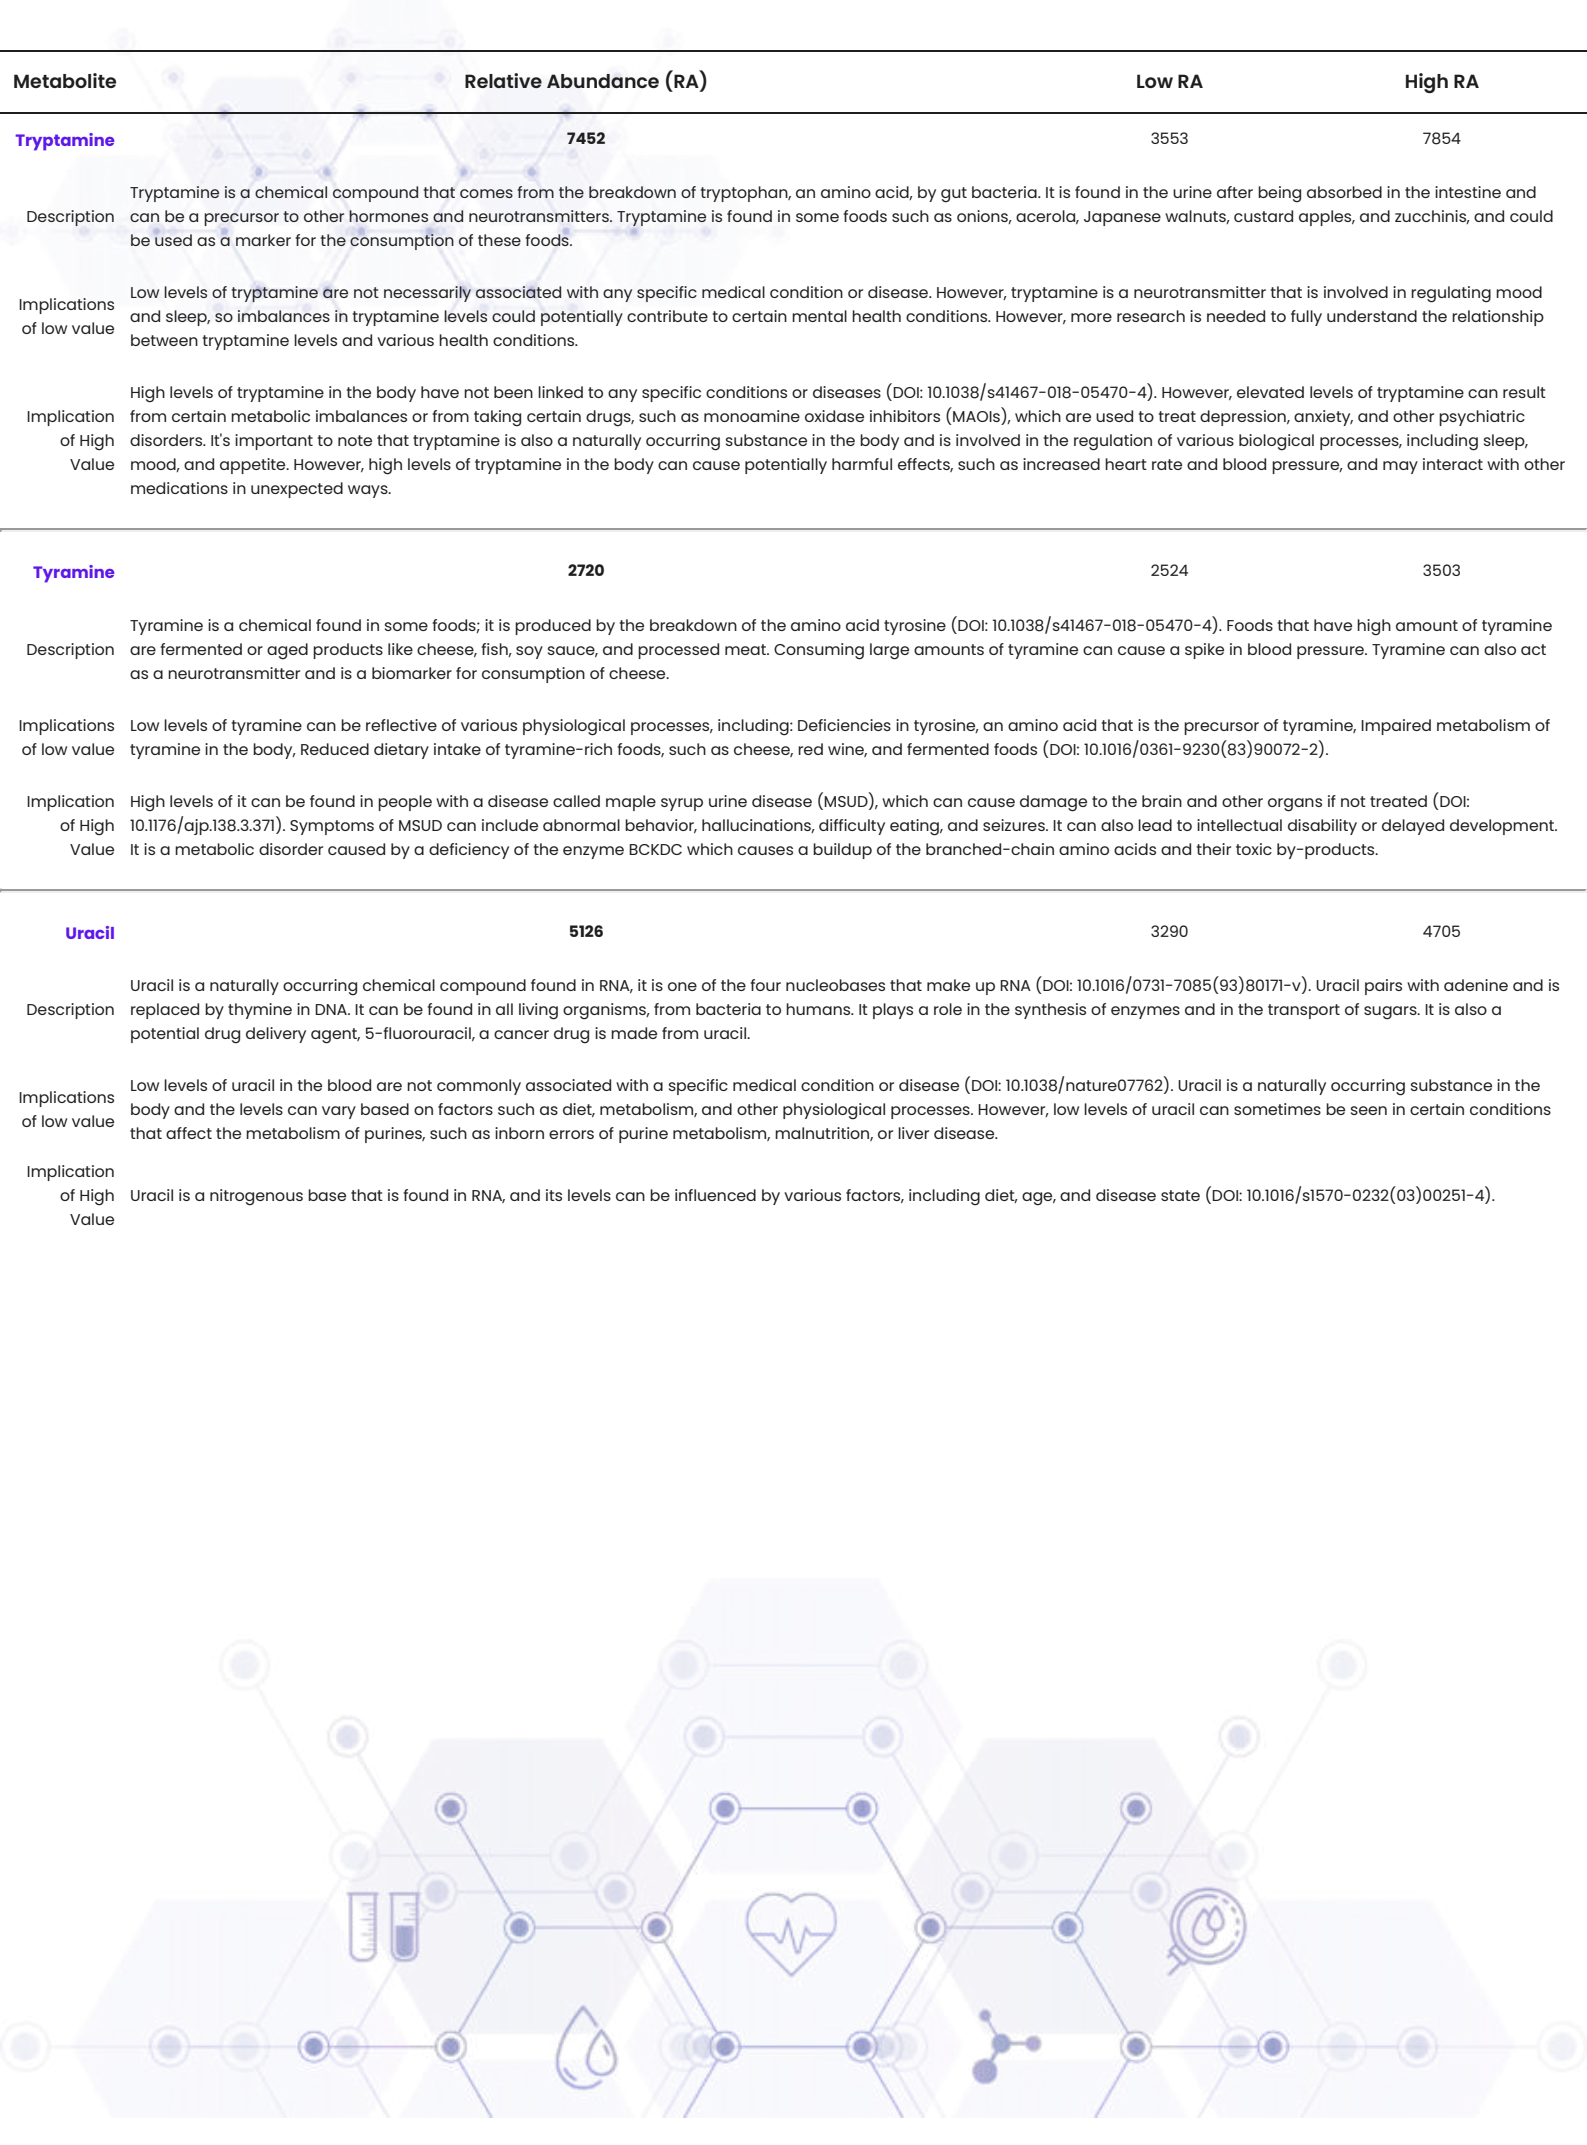 Metabolite Relative Abundance (RA) Low RA High RA
Tryptamine 7452 3553 7854
Description
Tryptamine is a chemical compound that comes from the breakdown of tryptophan, an amino acid, by gut bacteria. It is found in the urine after being absorbed in the intestine and
can be a precursor to other hormones and neurotransmitters. Tryptamine is found in some foods such as onions, acerola, Japanese walnuts, custard apples, and zucchinis, and could
be used as a marker for the consumption of these foods.
Implications
of low value
Low levels of tryptamine are not necessarily associated with any specific medical condition or disease. However, tryptamine is a neurotransmitter that is involved in regulating mood
and sleep, so imbalances in tryptamine levels could potentially contribute to certain mental health conditions. However, more research is needed to fully understand the relationship
between tryptamine levels and various health conditions.
Implication
of High
Value
High levels of tryptamine in the body have not been linked to any specific conditions or diseases (DOI: 10.1038/s41467-018-05470-4). However, elevated levels of tryptamine can result
from certain metabolic imbalances or from taking certain drugs, such as monoamine oxidase inhibitors (MAOIs), which are used to treat depression, anxiety, and other psychiatric
disorders. It's important to note that tryptamine is also a naturally occurring substance in the body and is involved in the regulation of various biological processes, including sleep,
mood, and appetite. However, high levels of tryptamine in the body can cause potentially harmful effects, such as increased heart rate and blood pressure, and may interact with other
medications in unexpected ways.
Tyramine 2720 2524 3503
Description
Tyramine is a chemical found in some foods; it is produced by the breakdown of the amino acid tyrosine (DOI: 10.1038/s41467-018-05470-4). Foods that have high amount of tyramine
are fermented or aged products like cheese, fish, soy sauce, and processed meat. Consuming large amounts of tyramine can cause a spike in blood pressure. Tyramine can also act
as a neurotransmitter and is a biomarker for consumption of cheese.
Implications
of low value
Low levels of tyramine can be reflective of various physiological processes, including: Deficiencies in tyrosine, an amino acid that is the precursor of tyramine, Impaired metabolism of
tyramine in the body, Reduced dietary intake of tyramine-rich foods, such as cheese, red wine, and fermented foods (DOI: 10.1016/0361-9230(83)90072-2).
Implication
of High
Value
High levels of it can be found in people with a disease called maple syrup urine disease (MSUD), which can cause damage to the brain and other organs if not treated (DOI:
10.1176/ajp.138.3.371). Symptoms of MSUD can include abnormal behavior, hallucinations, difficulty eating, and seizures. It can also lead to intellectual disability or delayed development.
It is a metabolic disorder caused by a deficiency of the enzyme BCKDC which causes a buildup of the branched-chain amino acids and their toxic by-products.
Uracil 5126 3290 4705
Description
Uracil is a naturally occurring chemical compound found in RNA, it is one of the four nucleobases that make up RNA (DOI: 10.1016/0731-7085(93)80171-v). Uracil pairs with adenine and is
replaced by thymine in DNA. It can be found in all living organisms, from bacteria to humans. It plays a role in the synthesis of enzymes and in the transport of sugars. It is also a
potential drug delivery agent, 5-fluorouracil, a cancer drug is made from uracil.
Implications
of low value
Low levels of uracil in the blood are not commonly associated with a specific medical condition or disease (DOI: 10.1038/nature07762). Uracil is a naturally occurring substance in the
body and the levels can vary based on factors such as diet, metabolism, and other physiological processes. However, low levels of uracil can sometimes be seen in certain conditions
that affect the metabolism of purines, such as inborn errors of purine metabolism, malnutrition, or liver disease.
Implication
of High
Value
Uracil is a nitrogenous base that is found in RNA, and its levels can be influenced by various factors, including diet, age, and disease state (DOI: 10.1016/s1570-0232(03)00251-4).